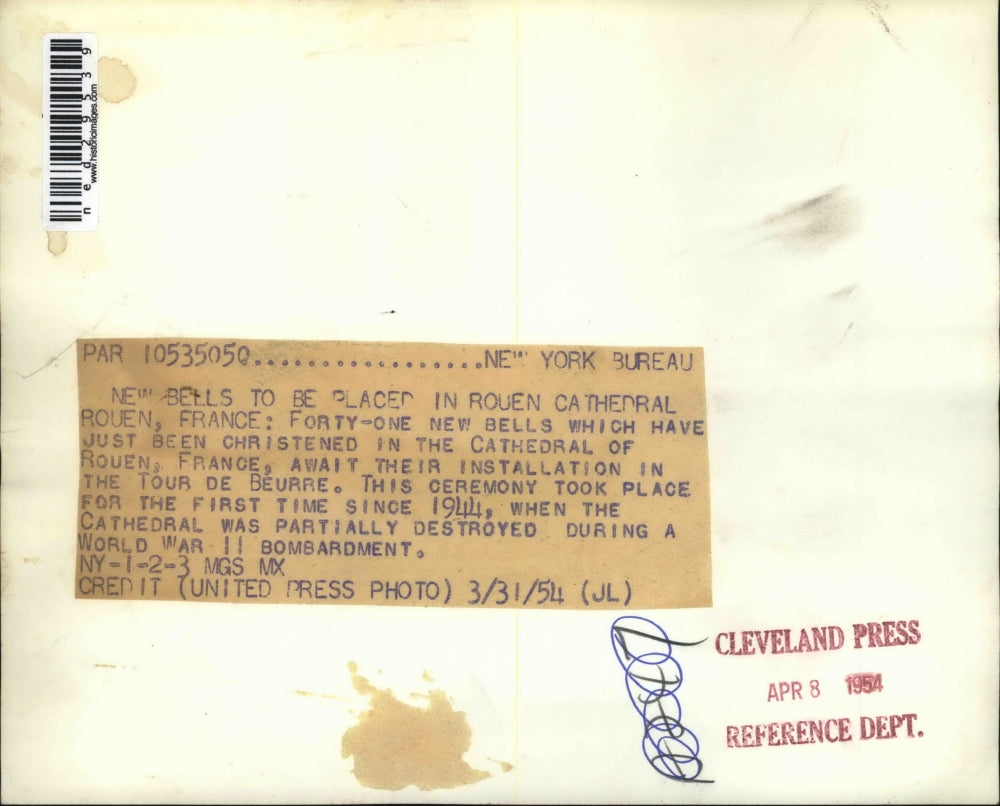 ned29539
www.historicimages.com
PAR 10535050..................NEW YORK BUREAU
NEW BELLS TO BE PLACED IN ROUEN CATHEDRAL
ROUEN, FRANCE: FORTY-ONE NEW BELLS WHICH HAVE
JUST BEEN CHRISTENED IN THE CATHEDRAL OF
ROUEN, FRANCE, AWAIT THEIR INSTALLATION IN
THE TOUR DE BEURRE. THIS CEREMONY TOOK PLACE
FOR THE FIRST TIME SINCE 1944, WHEN THE
CATHEDRAL WAS PARTIALLY DESTROYED DURING A
WORLD WAR II BOMBARDMENT.
NY-1-2-3 MGS MX
CREDIT (UNITED PRESS PHOTO) 3/31/54 (JL)
CLEVELAND PRESS
APR 8 1954
REFERENCE DEPT.